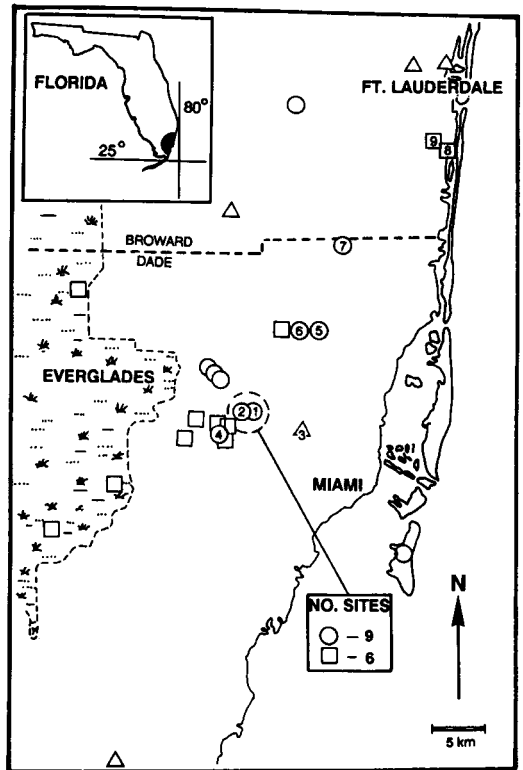 FLORIDA
80°
25°
FT. LAUDERDALE
9
8
BROWARD
DADE
7
6 5
EVERGLADES
2 1
4
3
MIAMI
NO. SITES
– 9
– 6
N
5 km